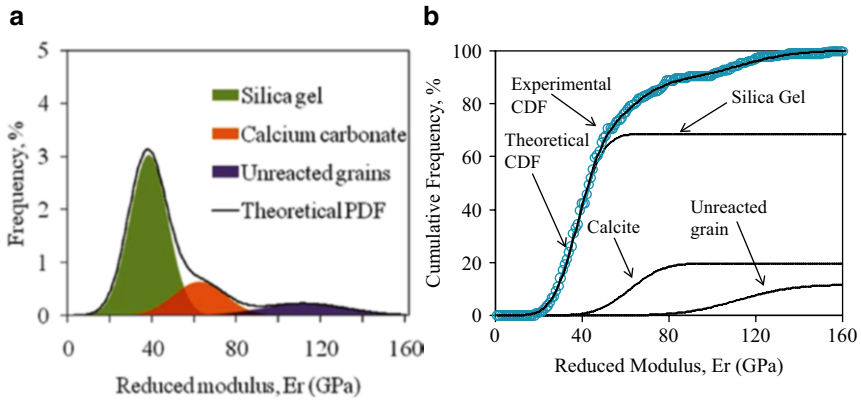 a
5
4
3
2
1
0
Frequency, %
0 40 80 120 160
Reduced modulus, Er (GPa)
Silica gel
Calcium carbonate
Unreacted grains
Theoretical PDF
b
100
80
60
40
20
0
Cumulative Frequency, %
0 40 80 120 160
Reduced Modulus, Er (GPa)
Experimental
CDF
Theoretical
CDF
Silica Gel
Calcite
Unreacted
grain